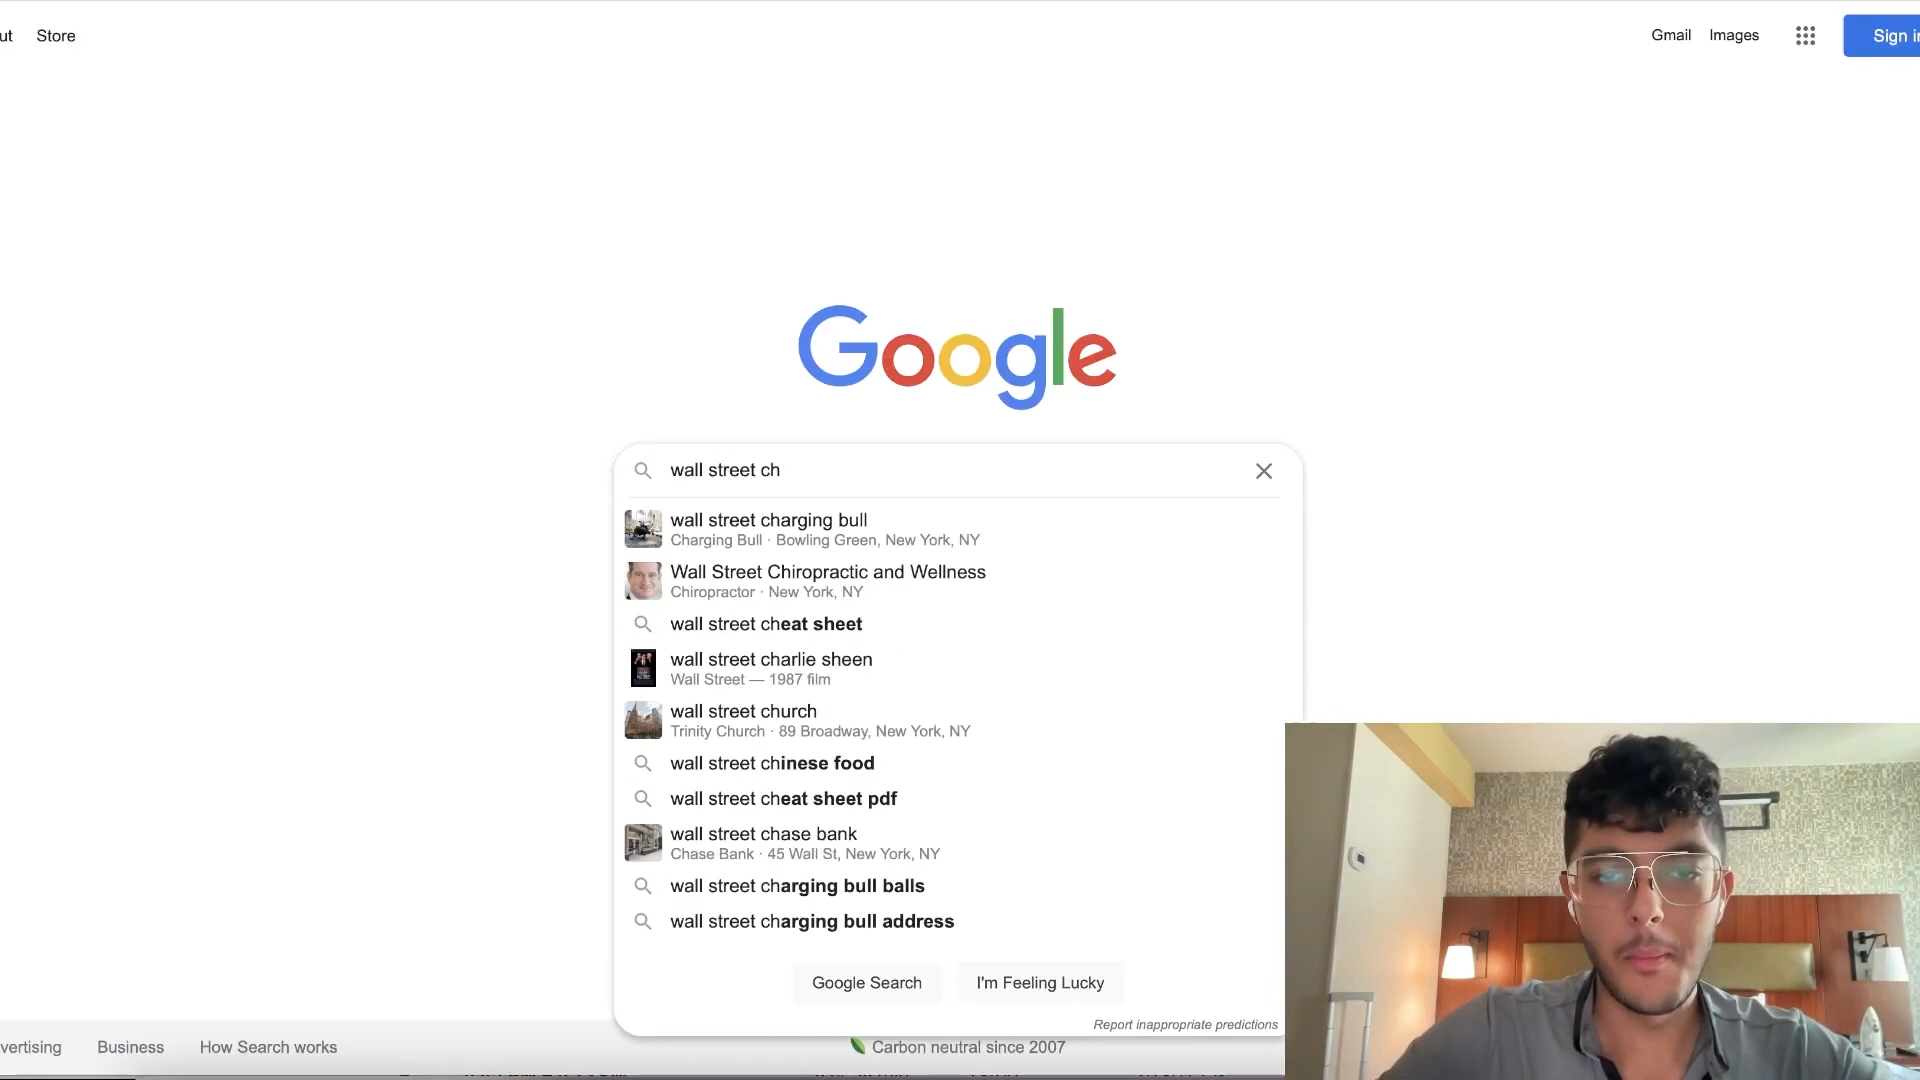 Store
Gmail
Images
Sign
Google
wall street ch
wall street charging bull
Charging Bull · Bowling Green, New York, NY
Wall Street Chiropractic and Wellness
Chiropractor · New York, NY
wall street cheat sheet
wall street charlie sheen
Wall Street — 1987 film
wall street church
Trinity Church · 89 Broadway, New York, NY
wall street chinese food
wall street cheat sheet pdf
wall street chase bank
Chase Bank · 45 Wall St, New York, NY
wall street charging bull balls
wall street charging bull address
Google Search
I'm Feeling Lucky
Report inappropriate predictions
vertising
Business
How Search works
Carbon neutral since 2007